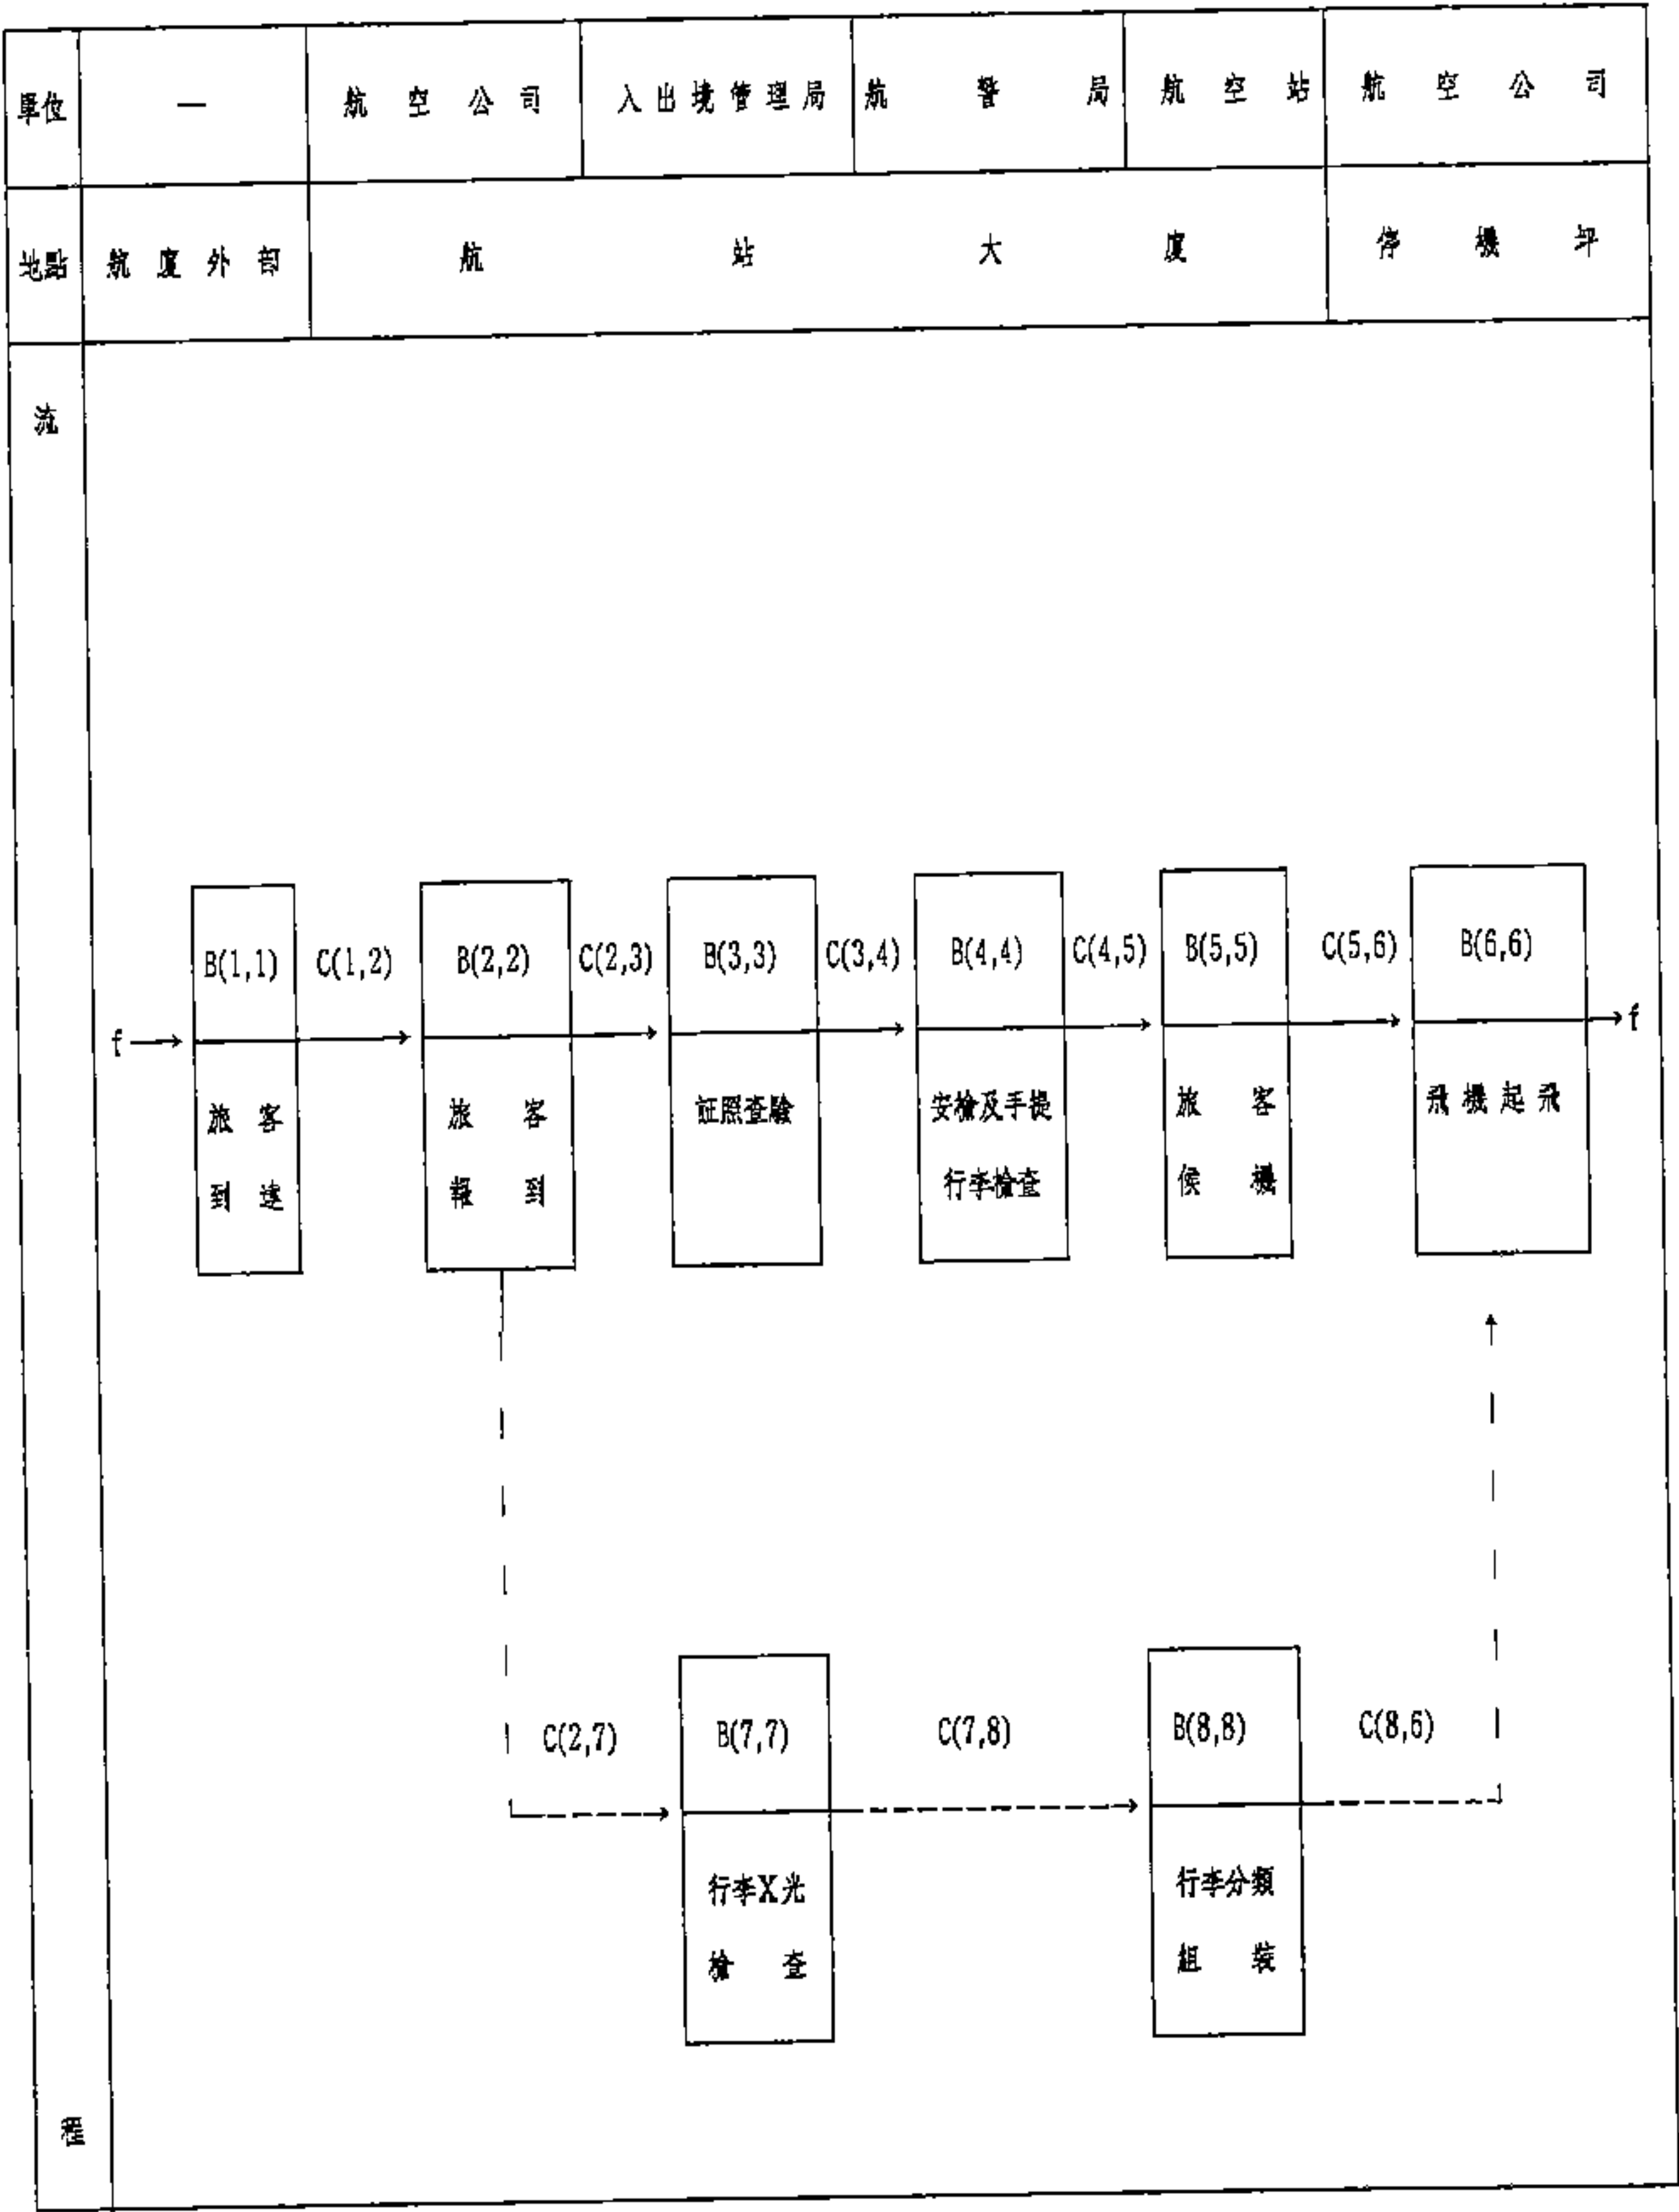 單位 — 航空公司 入出境管理局 航警局 航空站 航空公司
地點 航廈外部 航站大廈 停機坪
流
B(1,1) C(1,2) B(2,2) C(2,3) B(3,3) C(3,4) B(4,4) C(4,5) B(5,5) C(5,6) B(6,6)
f f
旅客 旅客 証照查驗 安檢及手提 旅客 飛機起飛
到達 報到 行李檢查 候機
C(2,7) B(7,7) C(7,8) B(8,8) C(8,6)
行李X光 行李分類
檢查 組裝
程